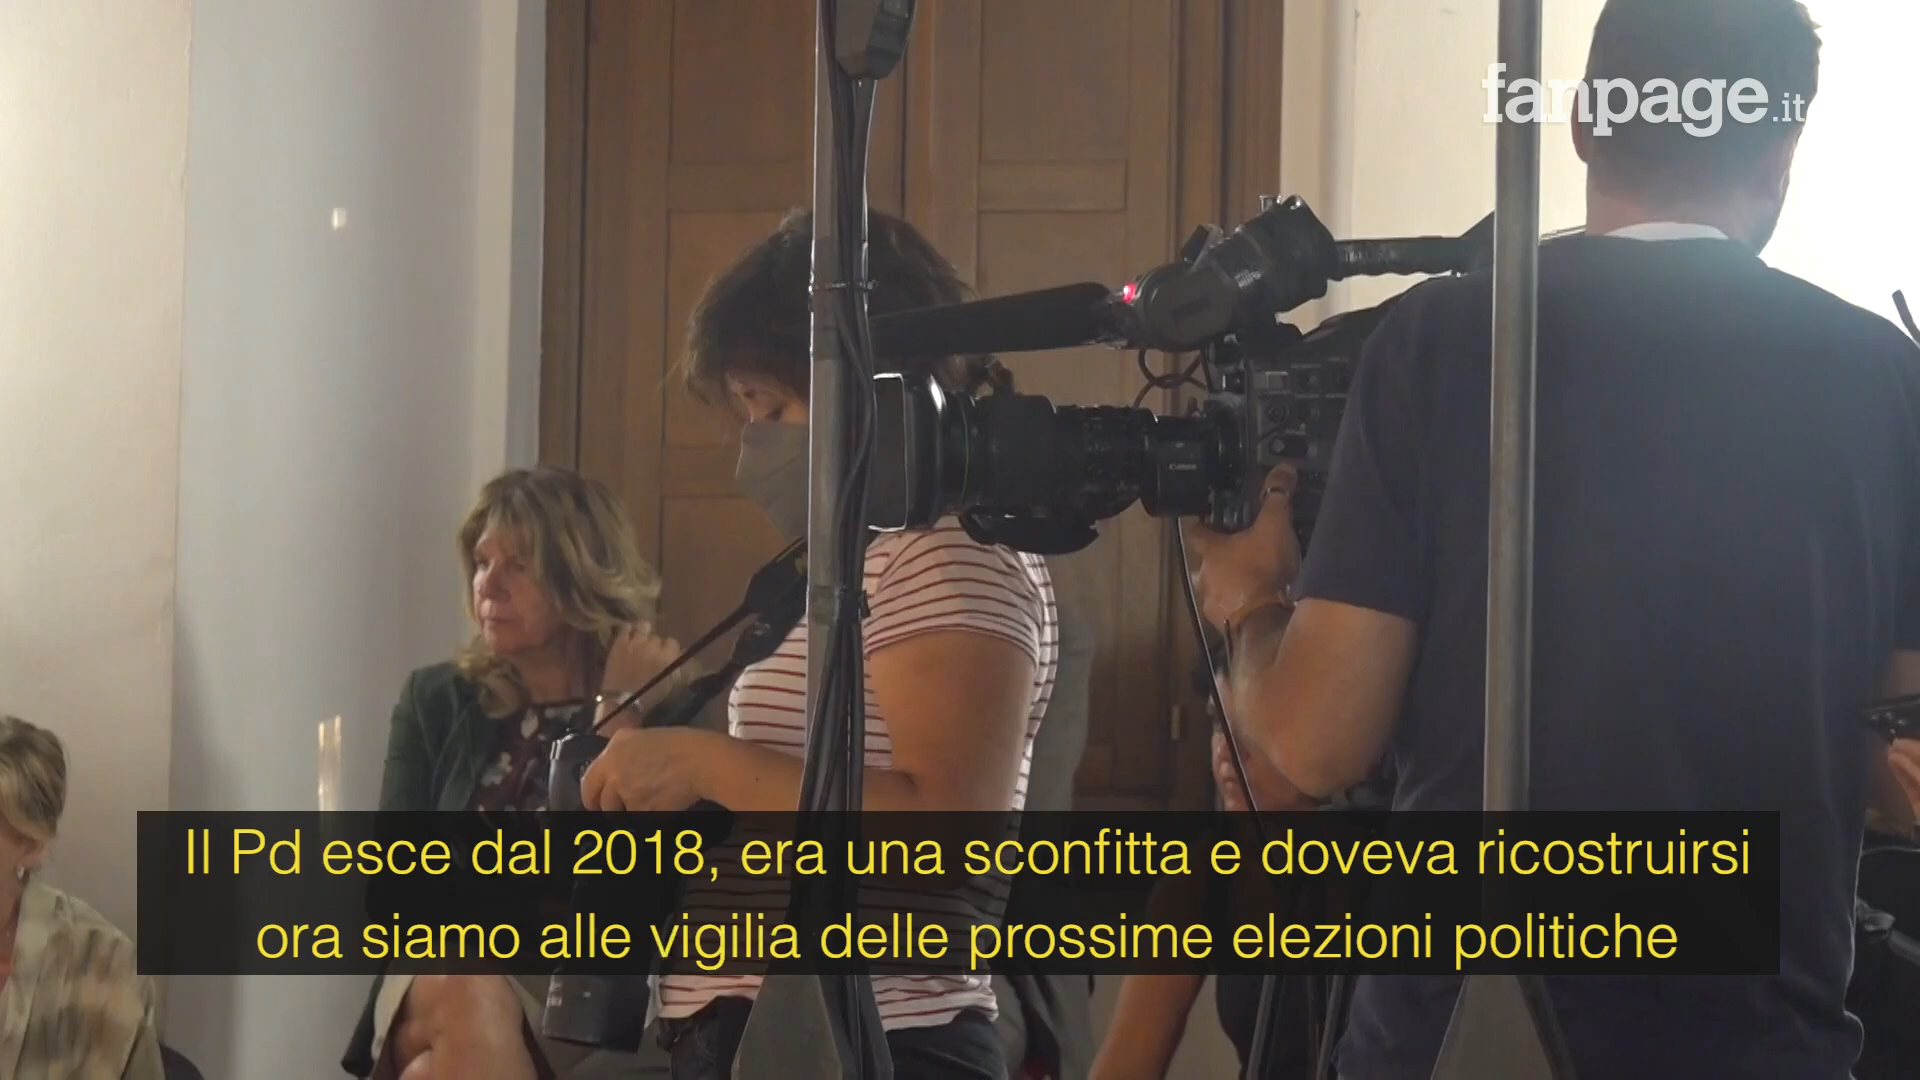 fanpage.it
Canon
Il Pd esce dal 2018, era una sconfitta e doveva ricostruirsi
ora siamo alle vigilia delle prossime elezioni politiche